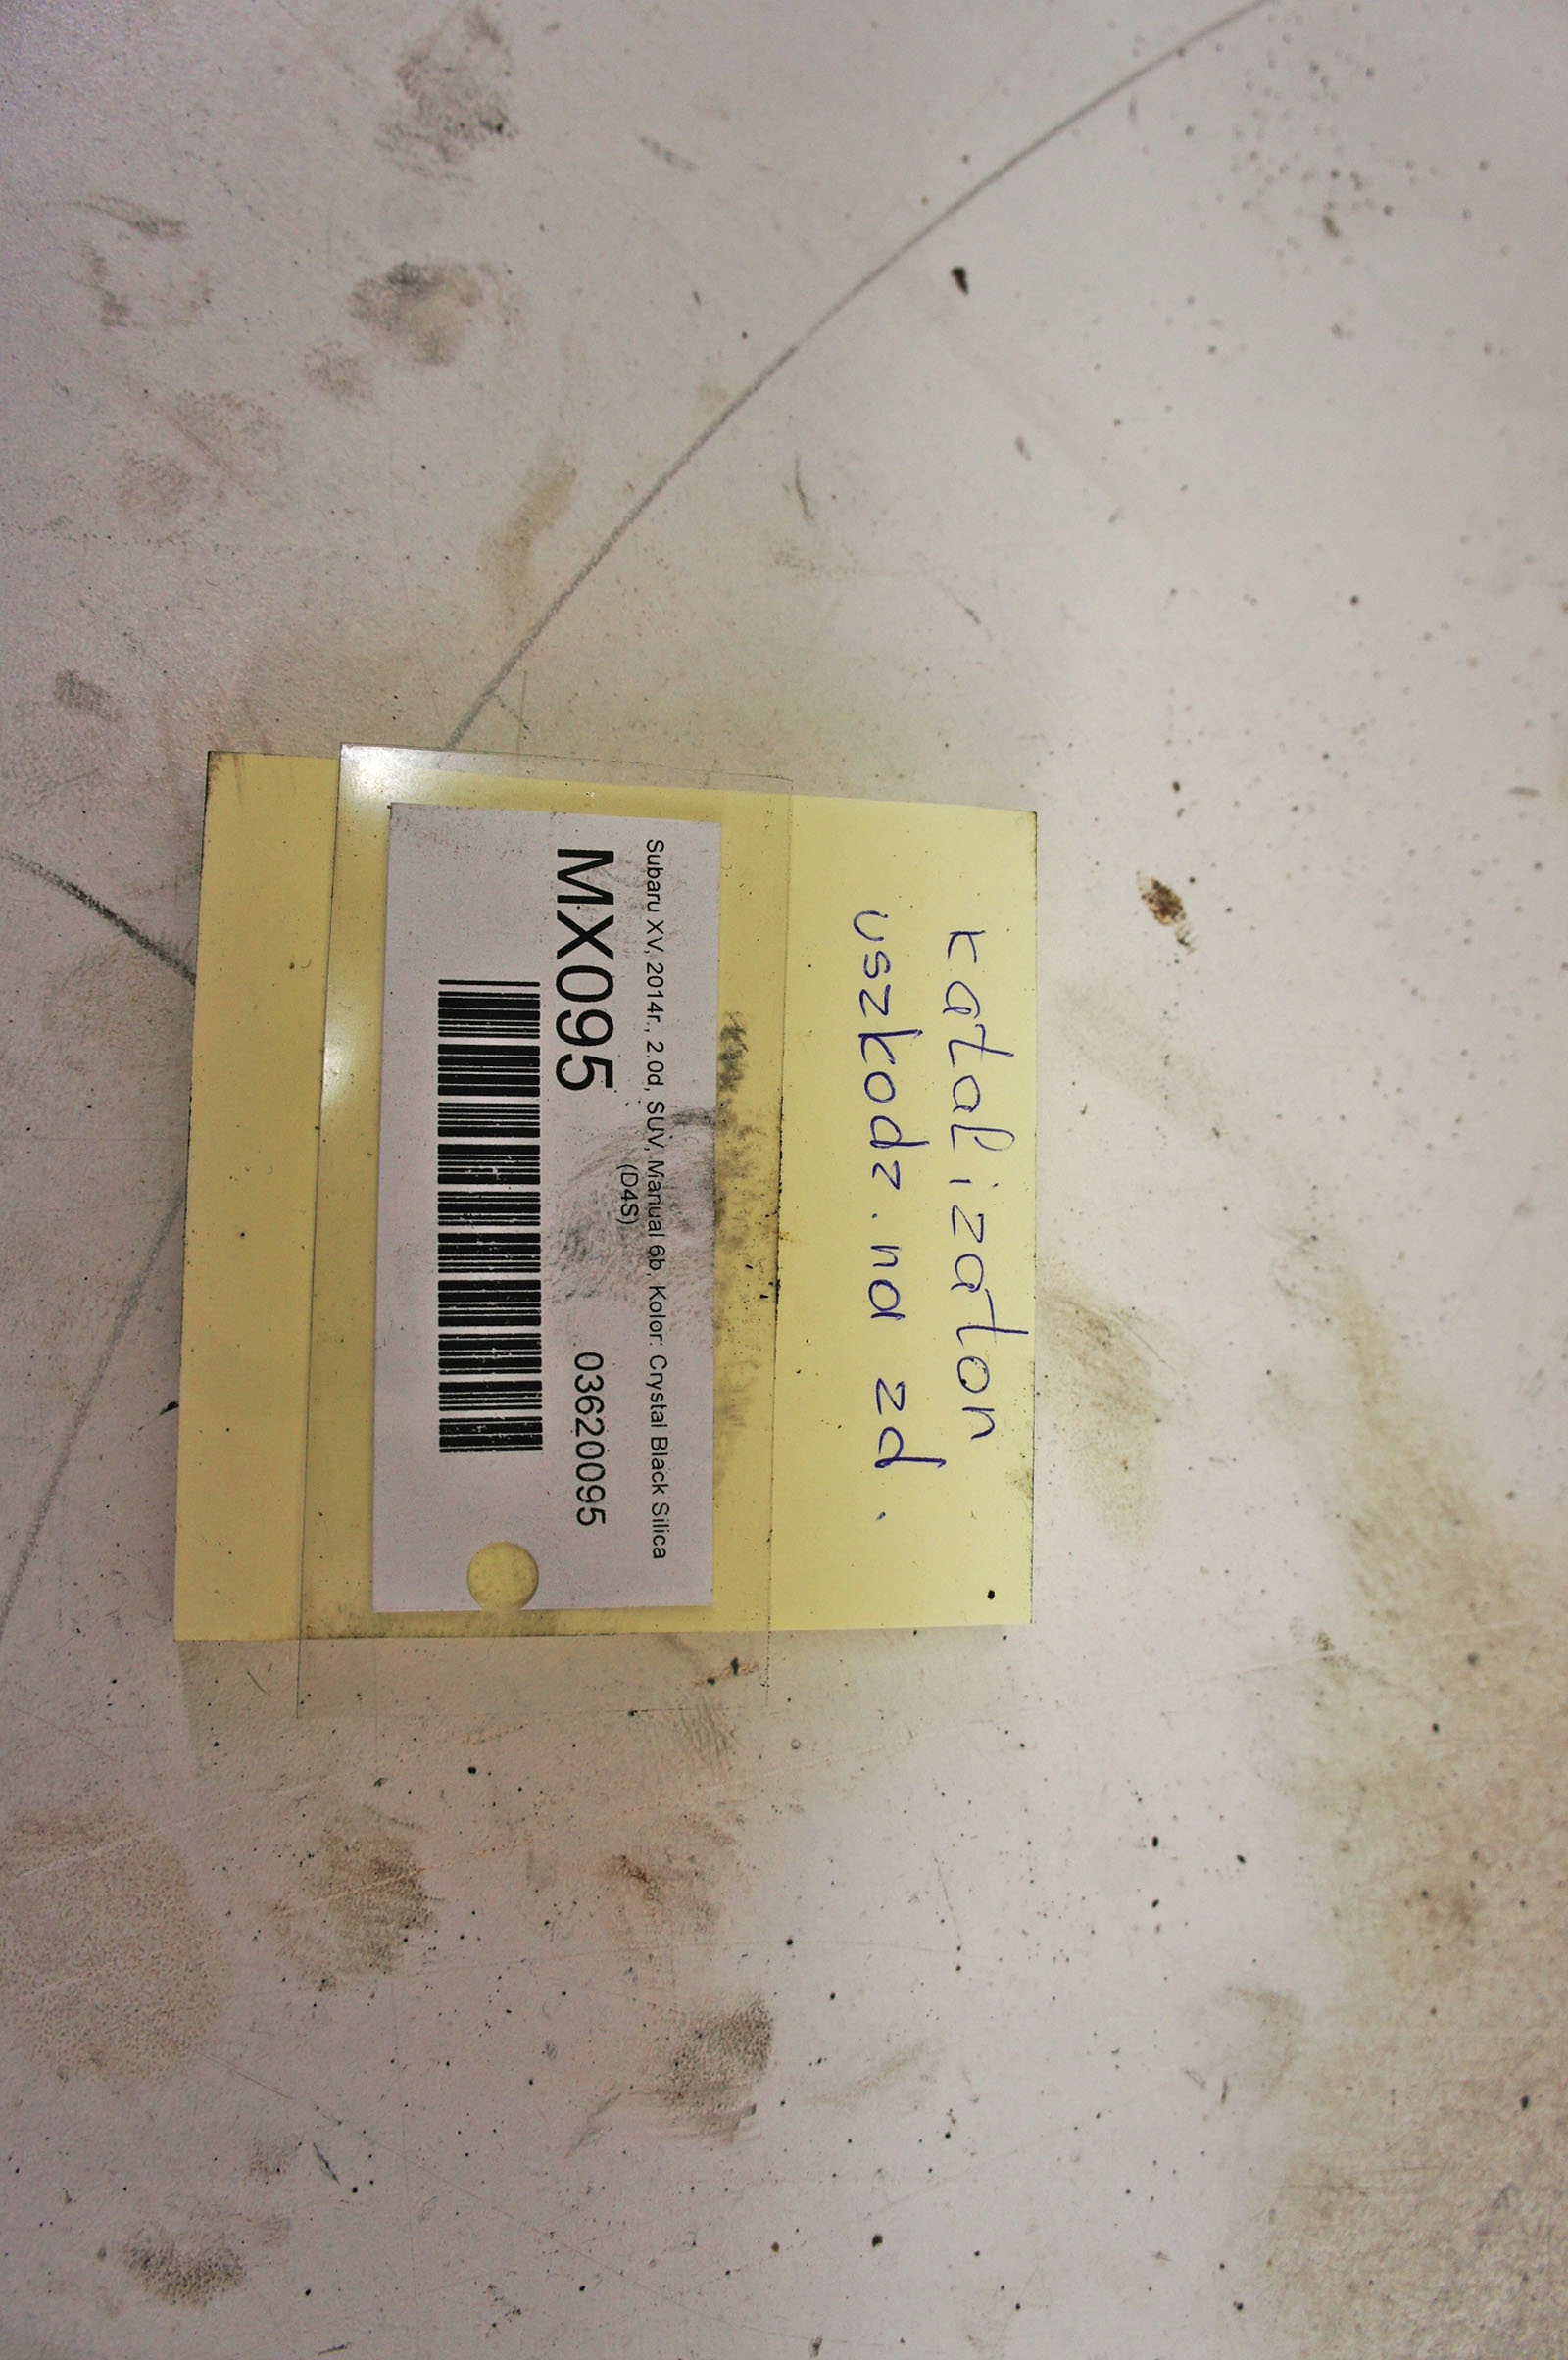 katalizator
uszkodz. na zd.
Subaru XV, 2014r., 2.0d, SUV, Manual 6b, Kolor: Crystal Black Silica
(D4S)
MX095 03620095